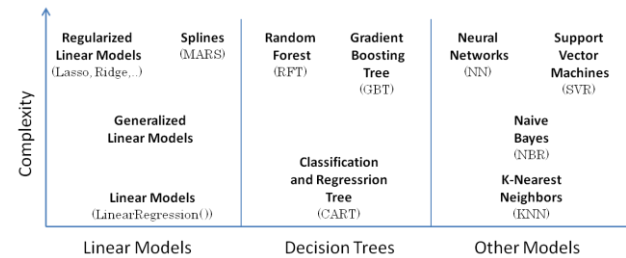 Complexity
Regularized
Linear Models
(Lasso, Ridge,..)
Splines
(MARS)
Generalized
Linear Models
Linear Models
(LinearRegression())
Random
Forest
(RFT)
Gradient
Boosting
Tree
(GBT)
Classification
and Regressrion
Tree
(CART)
Neural
Networks
(NN)
Support
Vector
Machines
(SVR)
Naive
Bayes
(NBR)
K-Nearest
Neighbors
(KNN)
Linear Models
Decision Trees
Other Models